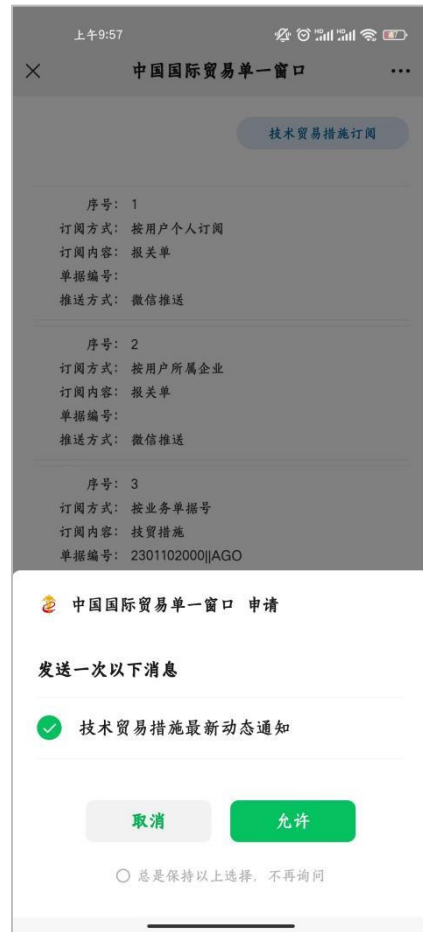 上午9:57
中国国际贸易单一窗口
技术贸易措施订阅
序号: 1
订阅方式: 按用户个人订阅
订阅内容: 报关单
单据编号:
推送方式: 微信推送
序号: 2
订阅方式: 按用户所属企业
订阅内容: 报关单
单据编号:
推送方式: 微信推送
序号: 3
订阅方式: 按业务单据号
订阅内容: 技贸措施
单据编号: 2301102000||AGO
中国国际贸易单一窗口 申请
发送一次以下消息
技术贸易措施最新动态通知
取消 允许
总是保持以上选择，不再询问